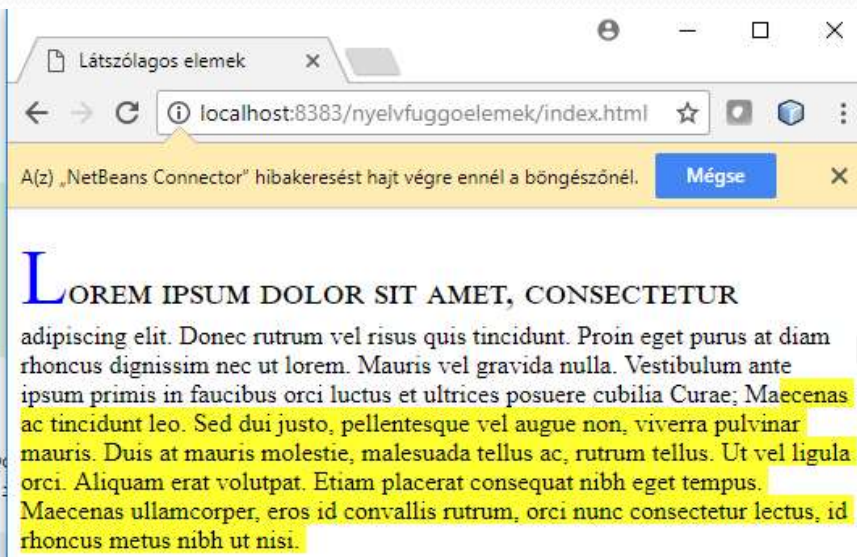 Látszólagos elemek
localhost:8383/nyelvfuggoelemek/index.html
A(z) „NetBeans Connector” hibakeresést hajt végre ennél a böngészőnél. Mégse
Lorem ipsum dolor sit amet, consectetur
adipiscing elit. Donec rutrum vel risus quis tincidunt. Proin eget purus at diam
rhoncus dignissim nec ut lorem. Mauris vel gravida nulla. Vestibulum ante
ipsum primis in faucibus orci luctus et ultrices posuere cubilia Curae; Maecenas
ac tincidunt leo. Sed dui justo, pellentesque vel augue non, viverra pulvinar
mauris. Duis at mauris molestie, malesuada tellus ac, rutrum tellus. Ut vel ligula
orci. Aliquam erat volutpat. Etiam placerat consequat nibh eget tempus.
Maecenas ullamcorper, eros id convallis rutrum, orci nunc consectetur lectus, id
rhoncus metus nibh ut nisi.